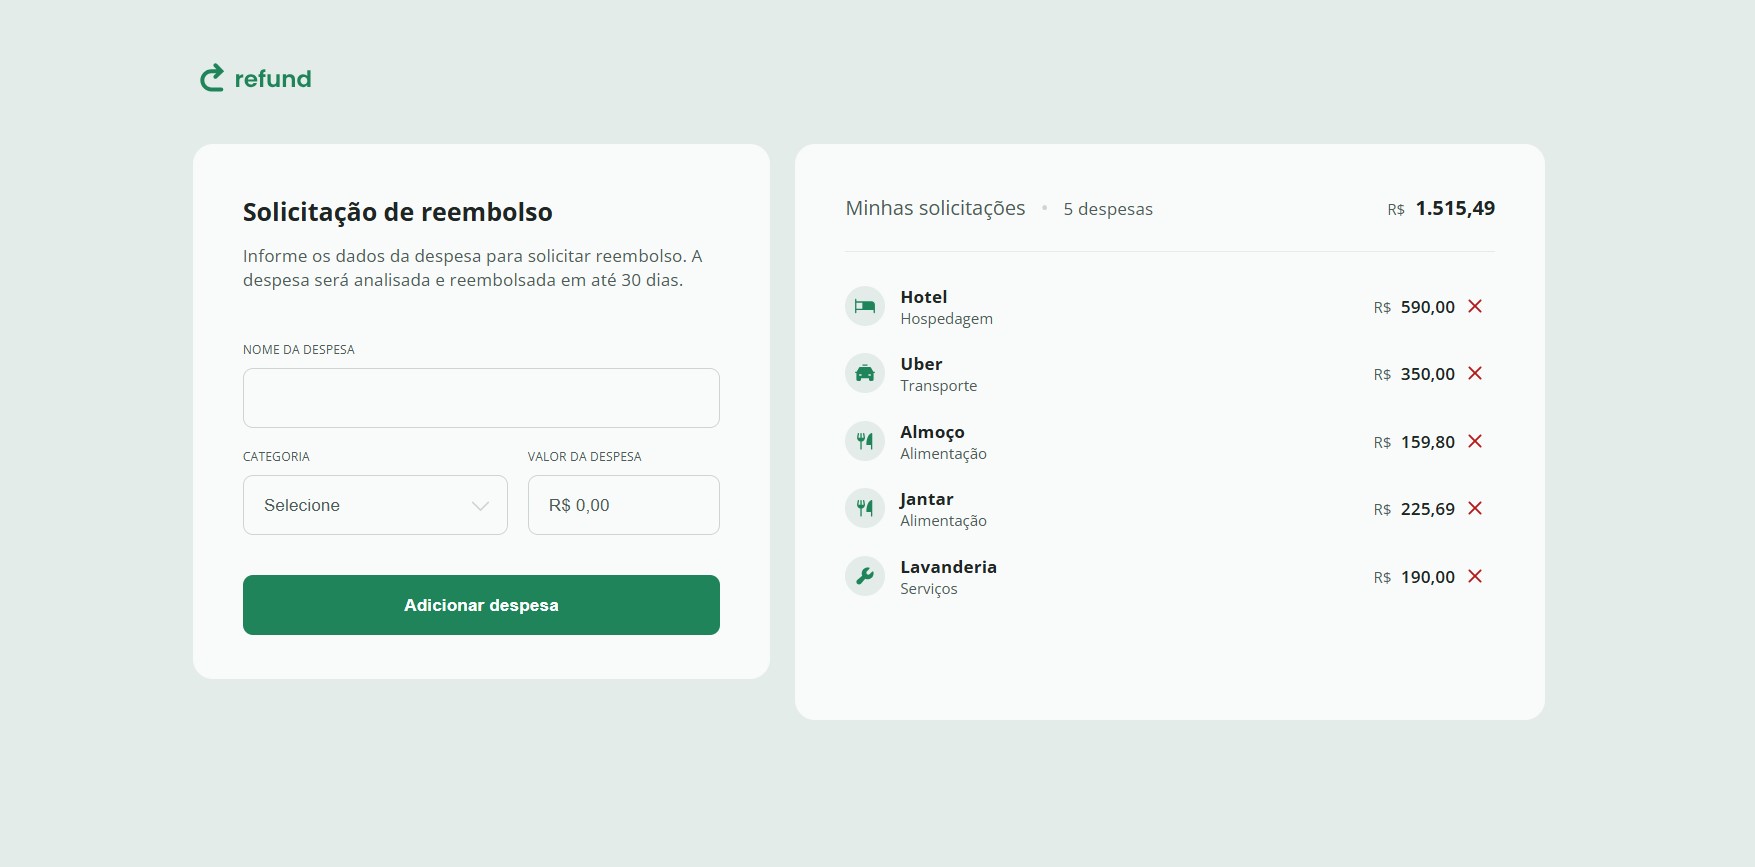 refund
Solicitação de reembolso
Informe os dados da despesa para solicitar reembolso. A
despesa será analisada e reembolsada em até 30 dias.
NOME DA DESPESA
CATEGORIA
VALOR DA DESPESA
Selecione
R$ 0,00
Adicionar despesa
Minhas solicitações • 5 despesas R$ 1.515,49
Hotel
Hospedagem
R$ 590,00
Uber
Transporte
R$ 350,00
Almoço
Alimentação
R$ 159,80
Jantar
Alimentação
R$ 225,69
Lavanderia
Serviços
R$ 190,00